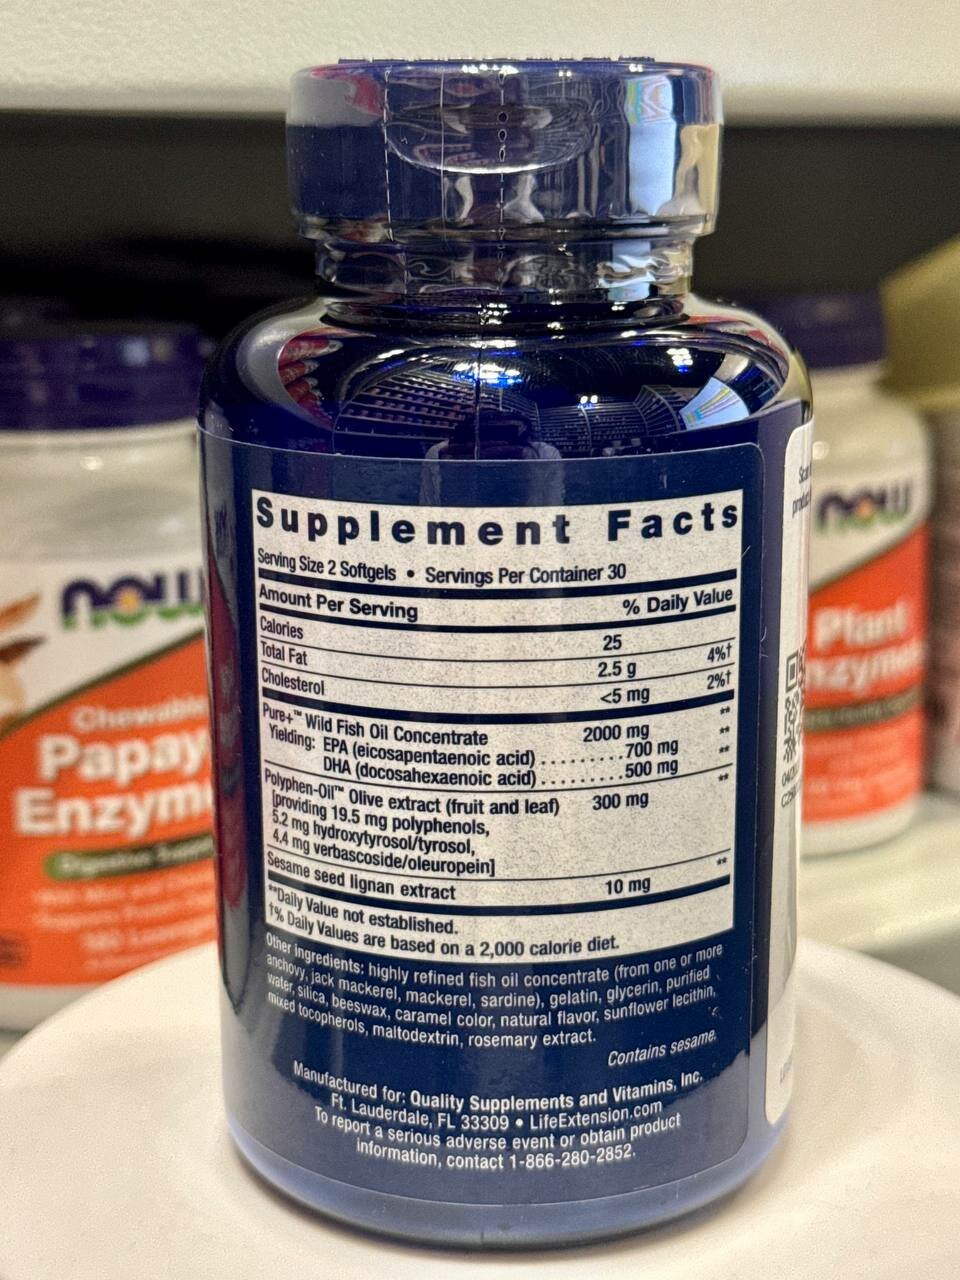 Supplement Facts
Serving Size 2 Softgels • Servings Per Container 30
Amount Per Serving % Daily Value
Calories 25
Total Fat 2.5 g 4%†
Cholesterol <5 mg 2%†
Pure+™ Wild Fish Oil Concentrate 2000 mg **
Yielding: EPA (eicosapentaenoic acid) .........700 mg **
DHA (docosahexaenoic acid) .........500 mg **
Polyphen-Oil™ Olive extract (fruit and leaf) 300 mg **
[providing 19.5 mg polyphenols,
5.2 mg hydroxytyrosol/tyrosol,
4.4 mg verbascoside/oleuropein]
Sesame seed lignan extract 10 mg **
**Daily Value not established.
†% Daily Values are based on a 2,000 calorie diet.
Other ingredients: highly refined fish oil concentrate (from one or more
anchovy, jack mackerel, mackerel, sardine), gelatin, glycerin, purified
water, silica, beeswax, caramel color, natural flavor, sunflower lecithin,
mixed tocopherols, maltodextrin, rosemary extract.
Contains sesame.
Manufactured for: Quality Supplements and Vitamins, Inc.
Ft. Lauderdale, FL 33309 • LifeExtension.com
To report a serious adverse event or obtain product
information, contact 1-866-280-2852.
now
Chewable
Papaya
Enzyme
now
Plant